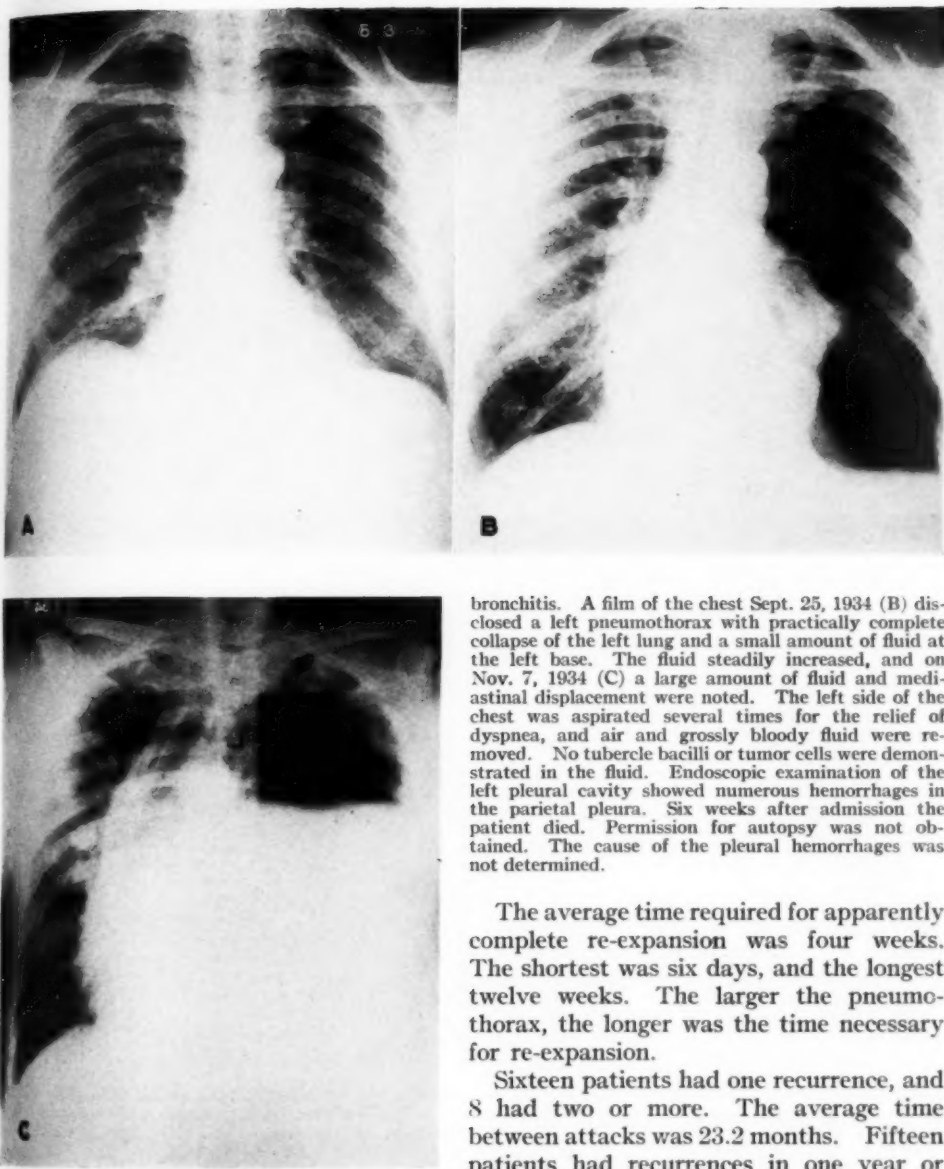 5 3
A
B
C
bronchitis. A film of the chest Sept. 25, 1934 (B) dis-
closed a left pneumothorax with practically complete
collapse of the left lung and a small amount of fluid at
the left base. The fluid steadily increased, and on
Nov. 7, 1934 (C) a large amount of fluid and medi-
astinal displacement were noted. The left side of the
chest was aspirated several times for the relief of
dyspnea, and air and grossly bloody fluid were re-
moved. No tubercle bacilli or tumor cells were demon-
strated in the fluid. Endoscopic examination of the
left pleural cavity showed numerous hemorrhages in
the parietal pleura. Six weeks after admission the
patient died. Permission for autopsy was not ob-
tained. The cause of the pleural hemorrhages was
not determined.
The average time required for apparently
complete re-expansion was four weeks.
The shortest was six days, and the longest
twelve weeks. The larger the pneumo-
thorax, the longer was the time necessary
for re-expansion.
Sixteen patients had one recurrence, and
8 had two or more. The average time
between attacks was 23.2 months. Fifteen
patients had recurrences in one year or